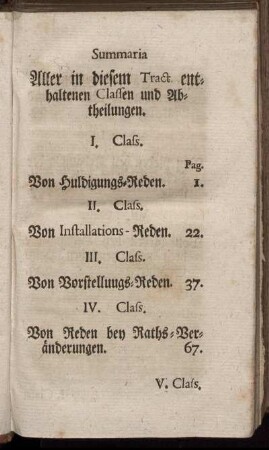 Summaria
Aller in diesem Tract. ent-
haltenen Classen und Ab-
theilungen.
I. Class.
Pag.
Von Huldigungs-Reden. 1.
II. Class.
Von Installations-Reden. 22.
III. Class.
Von Vorstellungs-Reden. 37.
IV. Class.
Von Reden bey Raths-Ver-
änderungen. 67.
V. Class.